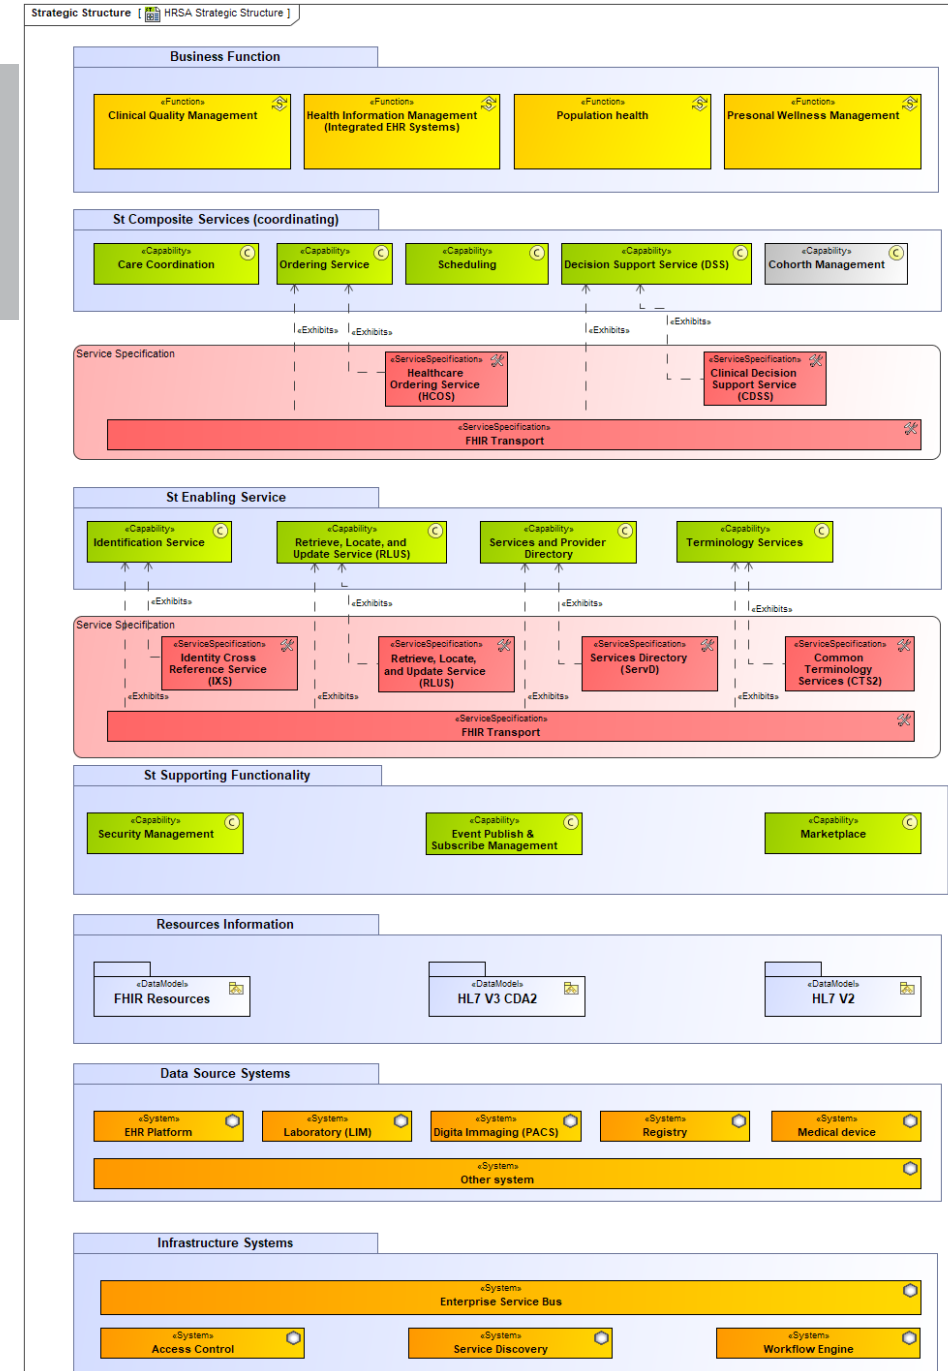 Strategic Structure [ HRSA Strategic Structure ]
Business Function
«Function»
Clinical Quality Management
«Function»
Health Information Management
(Integrated EHR Systems)
«Function»
Population health
«Function»
Presonal Wellness Management
St Composite Services (coordinating)
«Capability»
Care Coordination
«Capability»
Ordering Service
«Capability»
Scheduling
«Capability»
Decision Support Service (DSS)
«Capability»
Cohorth Management
C
C
C
C
C
«Exhibits»
«Exhibits»
«Exhibits»
«Exhibits»
Service Specification
«ServiceSpecification»
Healthcare
Ordering Service
(HCOS)
«ServiceSpecification»
Clinical Decision
Support Service
(CDSS)
«ServiceSpecification»
FHIR Transport
St Enabling Service
«Capability»
Identification Service
«Capability»
Retrieve, Locate, and
Update Service (RLUS)
«Capability»
Services and Provider
Directory
«Capability»
Terminology Services
C
C
C
C
«Exhibits»
«Exhibits»
«Exhibits»
«Exhibits»
Service Specification
«ServiceSpecification»
Identity Cross
Reference Service
(IXS)
«ServiceSpecification»
Retrieve, Locate,
and Update Service
(RLUS)
«ServiceSpecification»
Services Directory
(ServD)
«ServiceSpecification»
Common
Terminology
Services (CTS2)
«Exhibits»
«Exhibits»
«Exhibits»
«Exhibits»
«ServiceSpecification»
FHIR Transport
St Supporting Functionality
«Capability»
Security Management
«Capability»
Event Publish &
Subscribe Management
«Capability»
Marketplace
C
C
C
Resources Information
«DataModel»
FHIR Resources
«DataModel»
HL7 V3 CDA2
«DataModel»
HL7 V2
Data Source Systems
«System»
EHR Platform
«System»
Laboratory (LIM)
«System»
Digita Immaging (PACS)
«System»
Registry
«System»
Medical device
«System»
Other system
Infrastructure Systems
«System»
Enterprise Service Bus
«System»
Access Control
«System»
Service Discovery
«System»
Workflow Engine